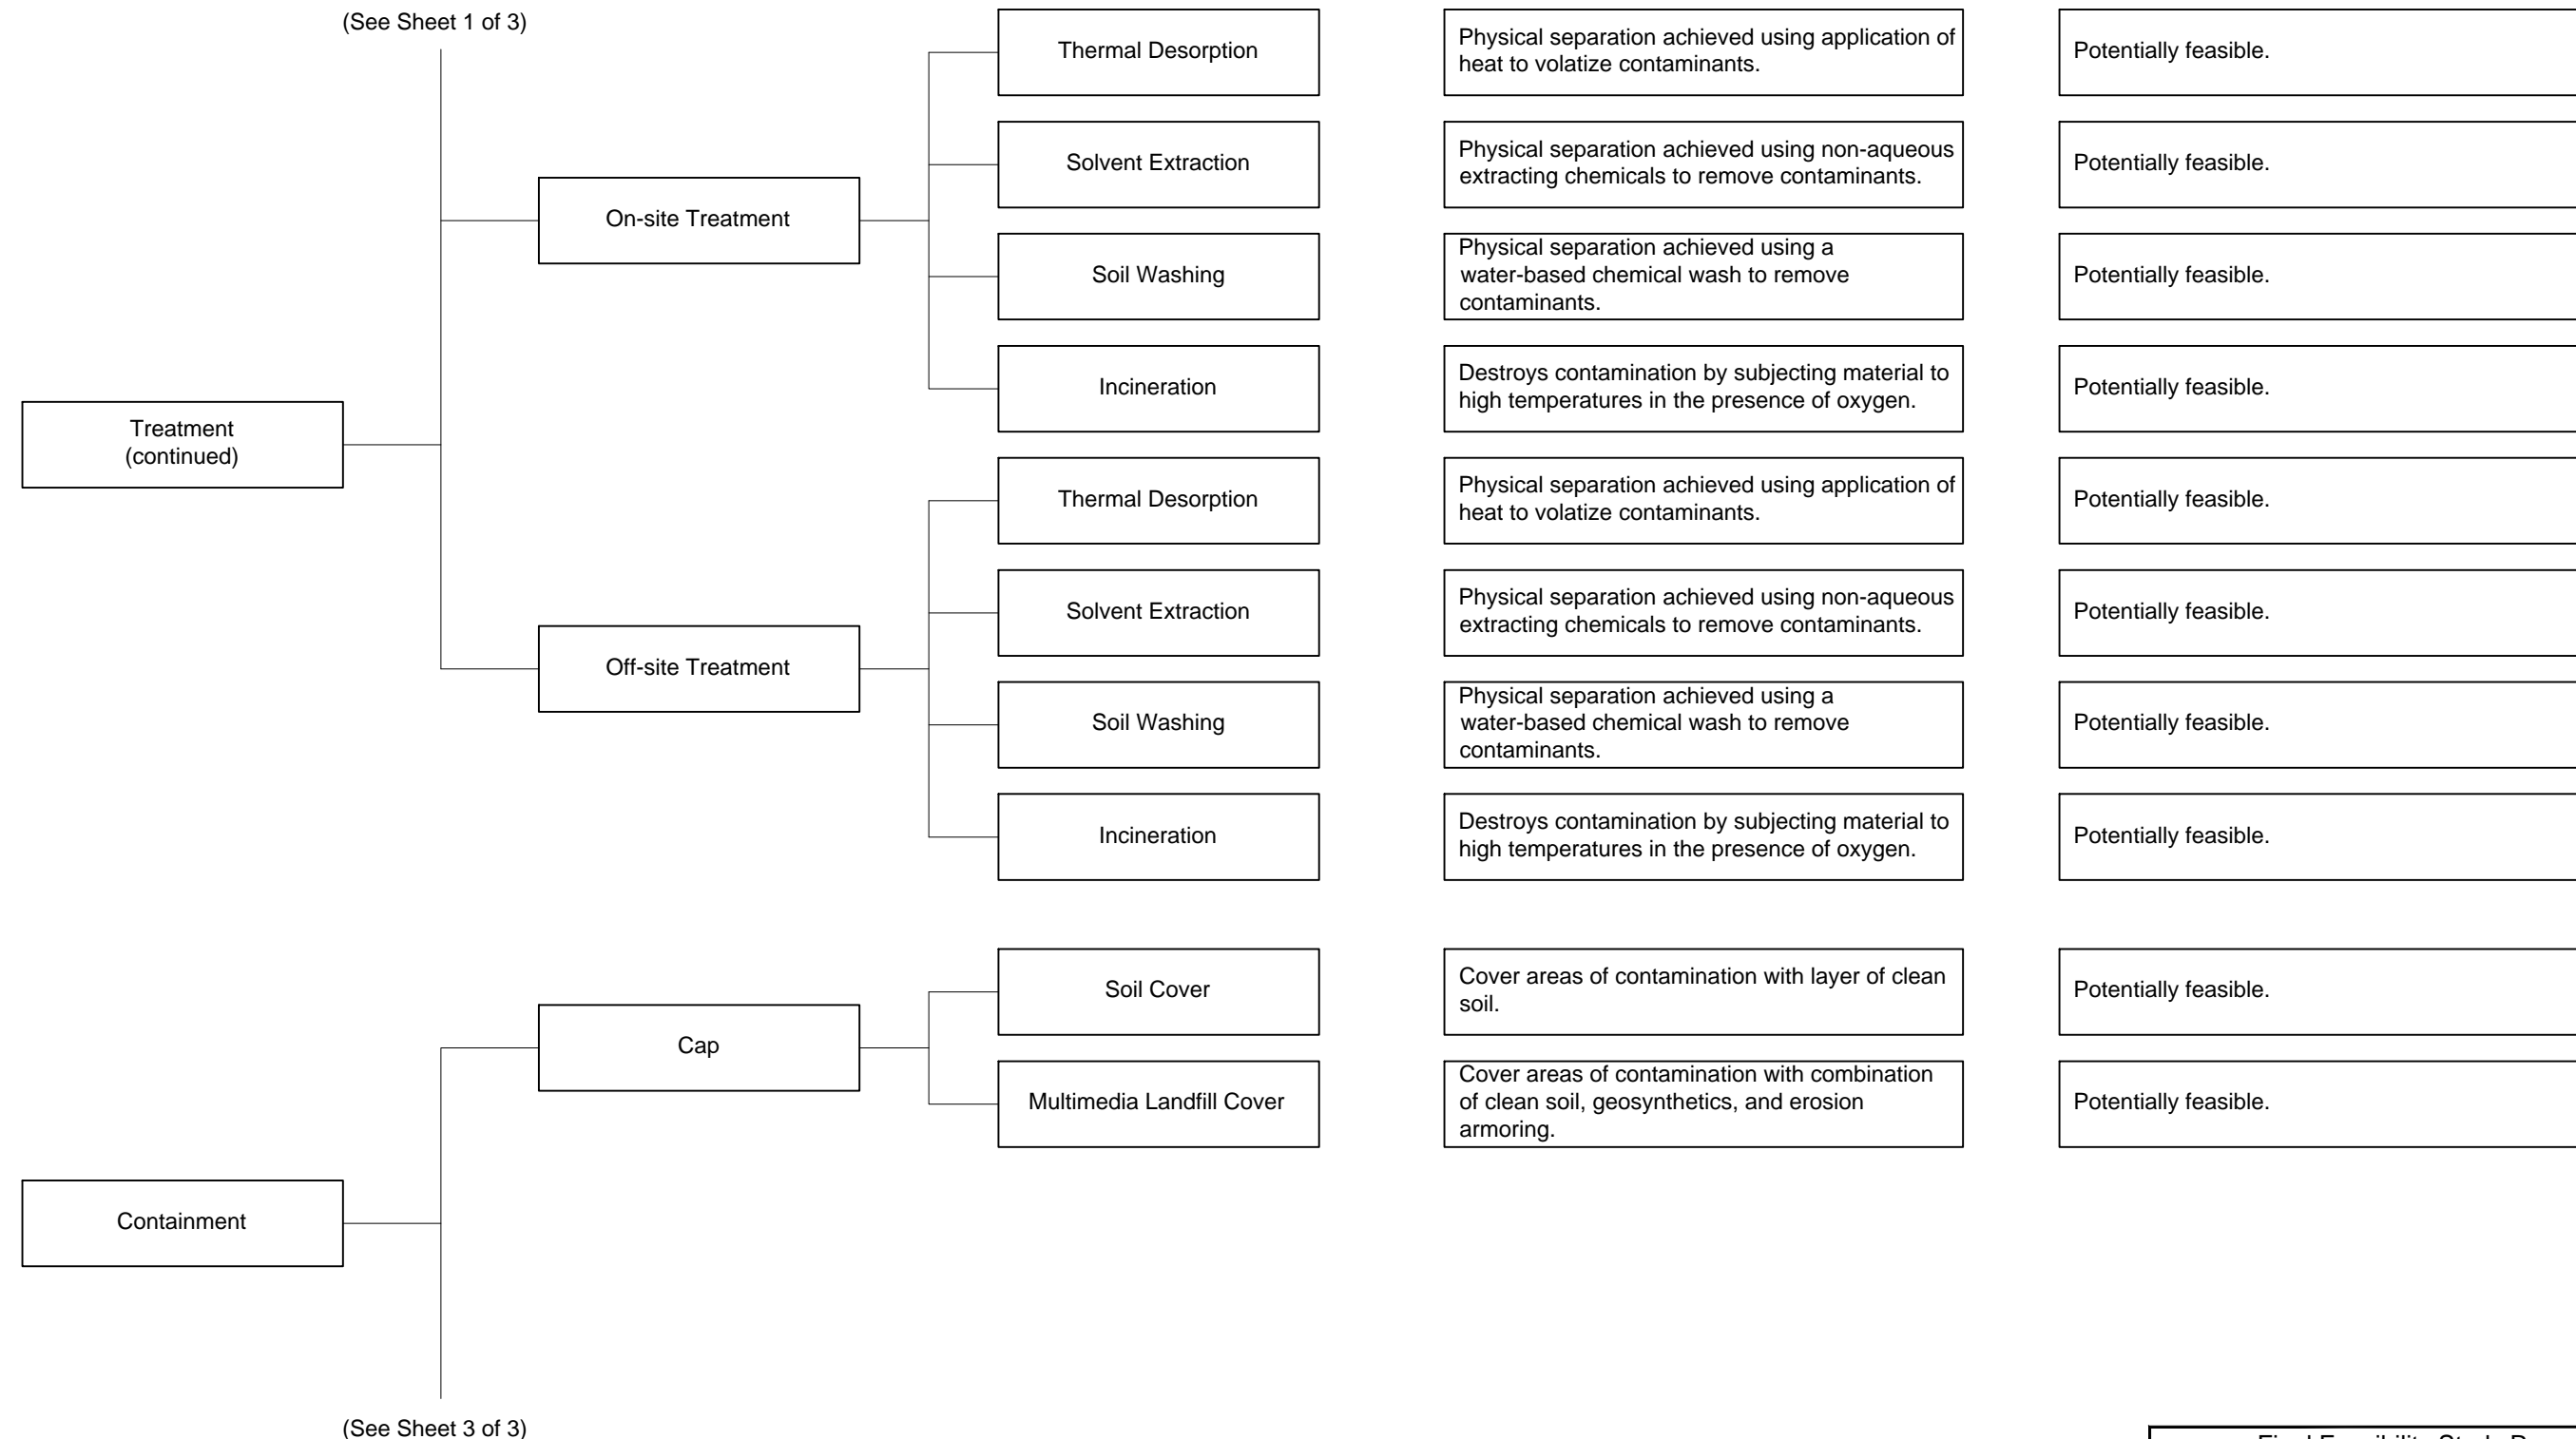 (See Sheet 1 of 3)
Thermal Desorption
Physical separation achieved using application of
heat to volatize contaminants.
Potentially feasible.
Solvent Extraction
Physical separation achieved using non-aqueous
extracting chemicals to remove contaminants.
Potentially feasible.
On-site Treatment
Soil Washing
Physical separation achieved using a
water-based chemical wash to remove
contaminants.
Potentially feasible.
Incineration
Destroys contamination by subjecting material to
high temperatures in the presence of oxygen.
Potentially feasible.
Treatment
(continued)
Thermal Desorption
Physical separation achieved using application of
heat to volatize contaminants.
Potentially feasible.
Solvent Extraction
Physical separation achieved using non-aqueous
extracting chemicals to remove contaminants.
Potentially feasible.
Off-site Treatment
Soil Washing
Physical separation achieved using a
water-based chemical wash to remove
contaminants.
Potentially feasible.
Incineration
Destroys contamination by subjecting material to
high temperatures in the presence of oxygen.
Potentially feasible.
Soil Cover
Cover areas of contamination with layer of clean
soil.
Potentially feasible.
Cap
Multimedia Landfill Cover
Cover areas of contamination with combination
of clean soil, geosynthetics, and erosion
armoring.
Potentially feasible.
Containment
(See Sheet 3 of 3)